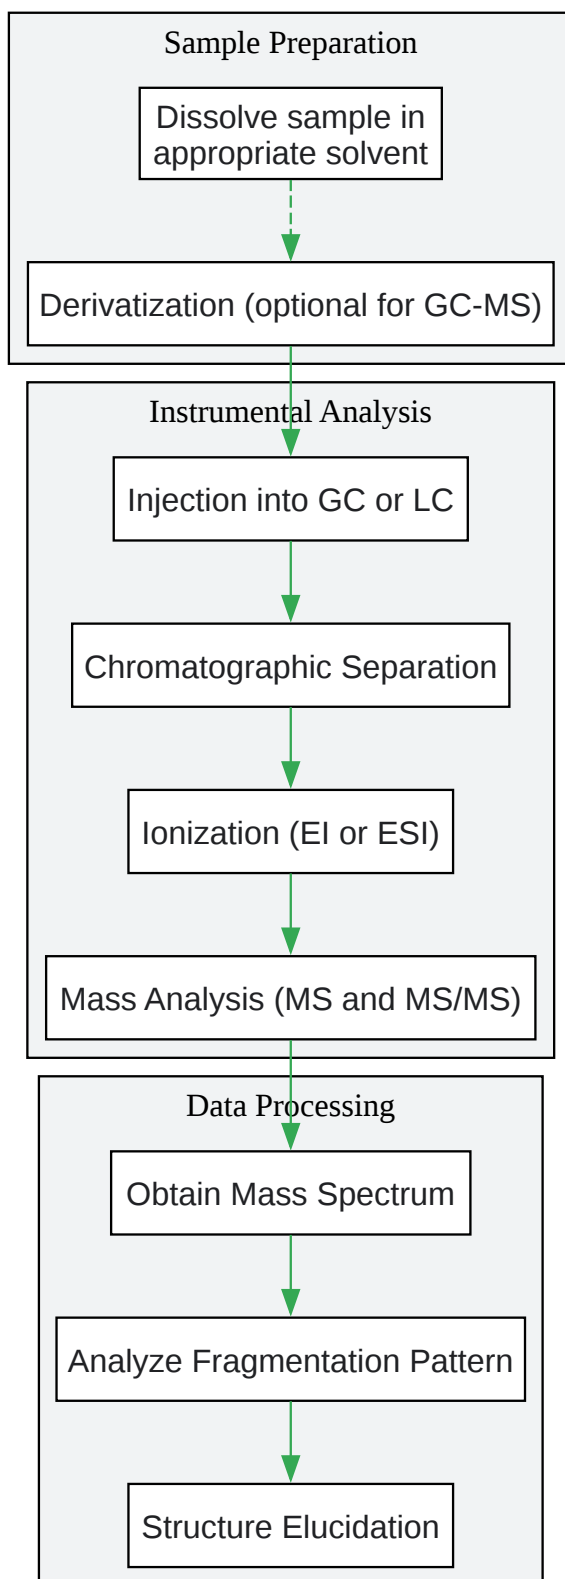 Sample Preparation
Dissolve sample in
appropriate solvent
Derivatization (optional for GC-MS)
Instrumental Analysis
Injection into GC or LC
Chromatographic Separation
Ionization (EI or ESI)
Mass Analysis (MS and MS/MS)
Data Processing
Obtain Mass Spectrum
Analyze Fragmentation Pattern
Structure Elucidation